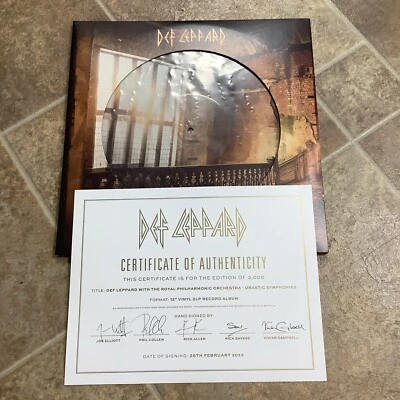 DEF LEPPARD
DEF LEPPARD
CERTIFICATE OF AUTHENTICITY
THIS CERTIFICATE IS FOR THE EDITION OF 2,000
TITLE: DEF LEPPARD WITH THE ROYAL PHILHARMONIC ORCHESTRA - DRASTIC SYMPHONIES
FORMAT: 12" VINYL 2LP RECORD ALBUM
HAND SIGNED BY:
JOE ELLIOTT PHIL COLLEN RICK ALLEN RICK SAVAGE VIVIAN CAMPBELL
DATE OF SIGNING: 26TH FEBRUARY 2023